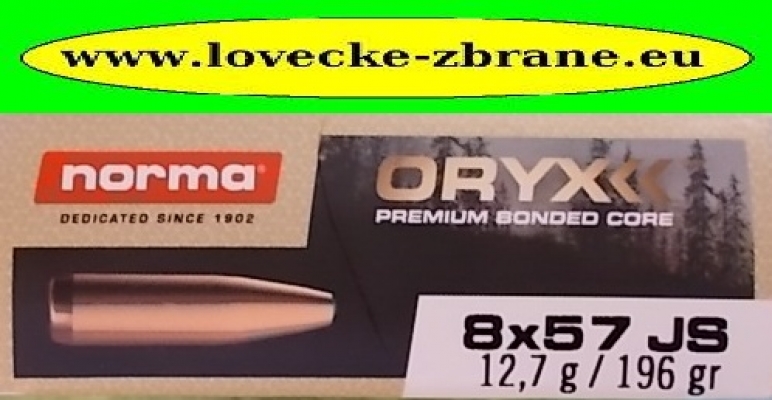 www.lovecke-zbrane.eu
norma
DEDICATED SINCE 1902
ORYX
PREMIUM BONDED CORE
8x57 JS
12,7 g / 196 gr